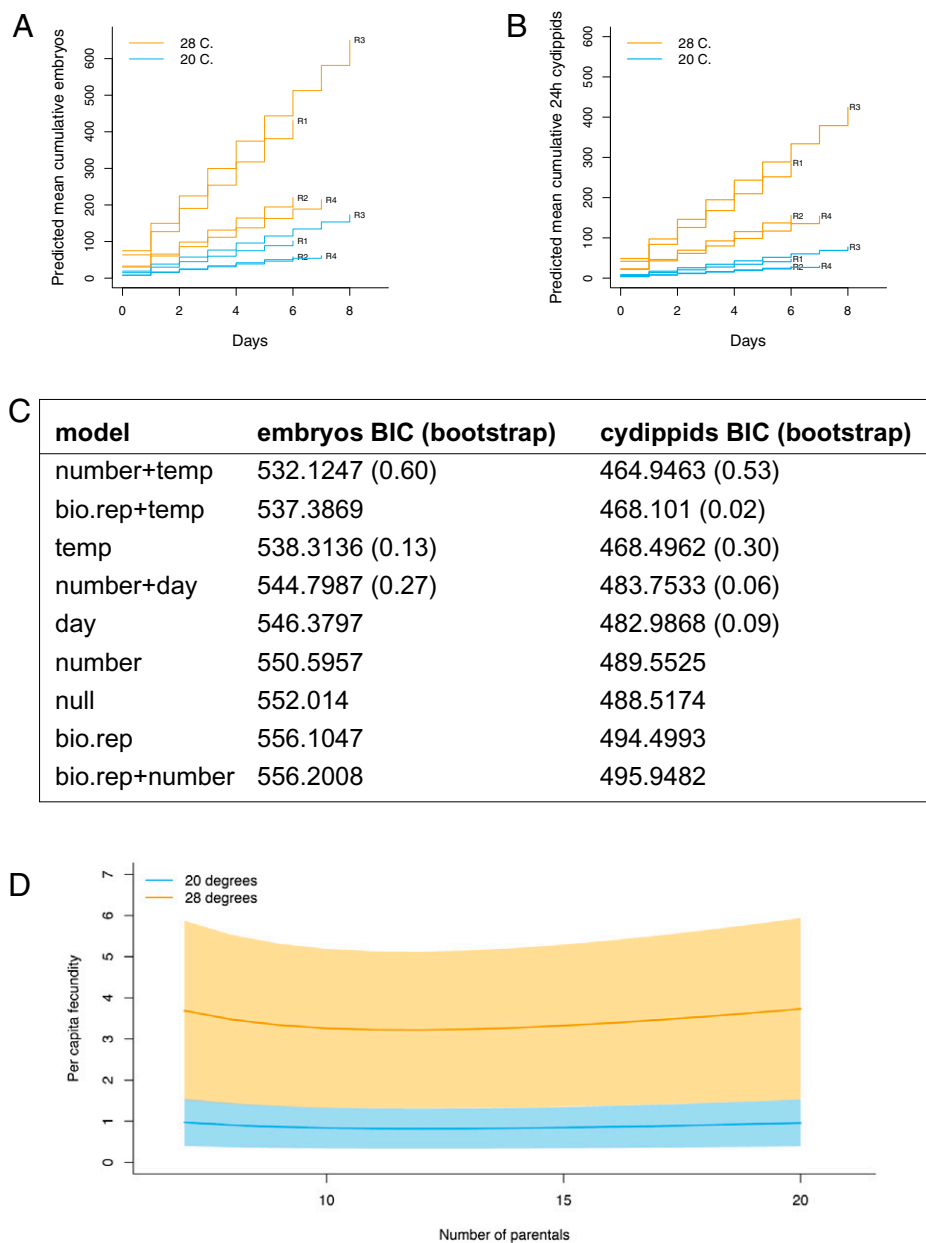 A
Predicted mean cumulative embryos
600
500
400
300
200
100
0
28 C.
20 C.
R3
R1
R2
R4
R3
R1
R2
R4
0 2 4 6 8
Days
B
Predicted mean cumulative 24h cydippids
600
500
400
300
200
100
0
28 C.
20 C.
R3
R1
R2
R4
R3
R1
R2
R4
0 2 4 6 8
Days
C
model embryos BIC (bootstrap) cydippids BIC (bootstrap)
number+temp 532.1247 (0.60) 464.9463 (0.53)
bio.rep+temp 537.3869 468.101 (0.02)
temp 538.3136 (0.13) 468.4962 (0.30)
number+day 544.7987 (0.27) 483.7533 (0.06)
day 546.3797 482.9868 (0.09)
number 550.5957 489.5525
null 552.014 488.5174
bio.rep 556.1047 494.4993
bio.rep+number 556.2008 495.9482
D
Per capita fecundity
7
6
5
4
3
2
1
0
20 degrees
28 degrees
10 15 20
Number of parentals